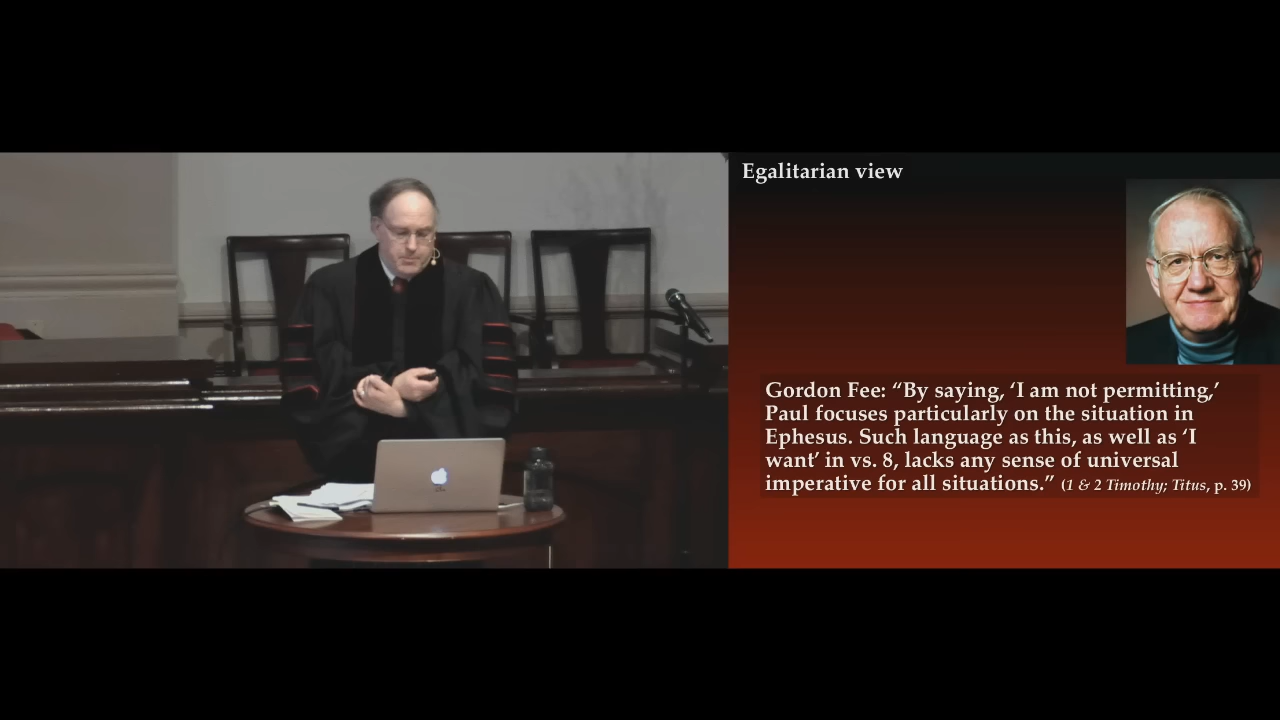 Egalitarian view
Gordon Fee: “By saying, ‘I am not permitting,’
Paul focuses particularly on the situation in
Ephesus. Such language as this, as well as ‘I
want’ in vs. 8, lacks any sense of universal
imperative for all situations.” (1 & 2 Timothy; Titus, p. 39)